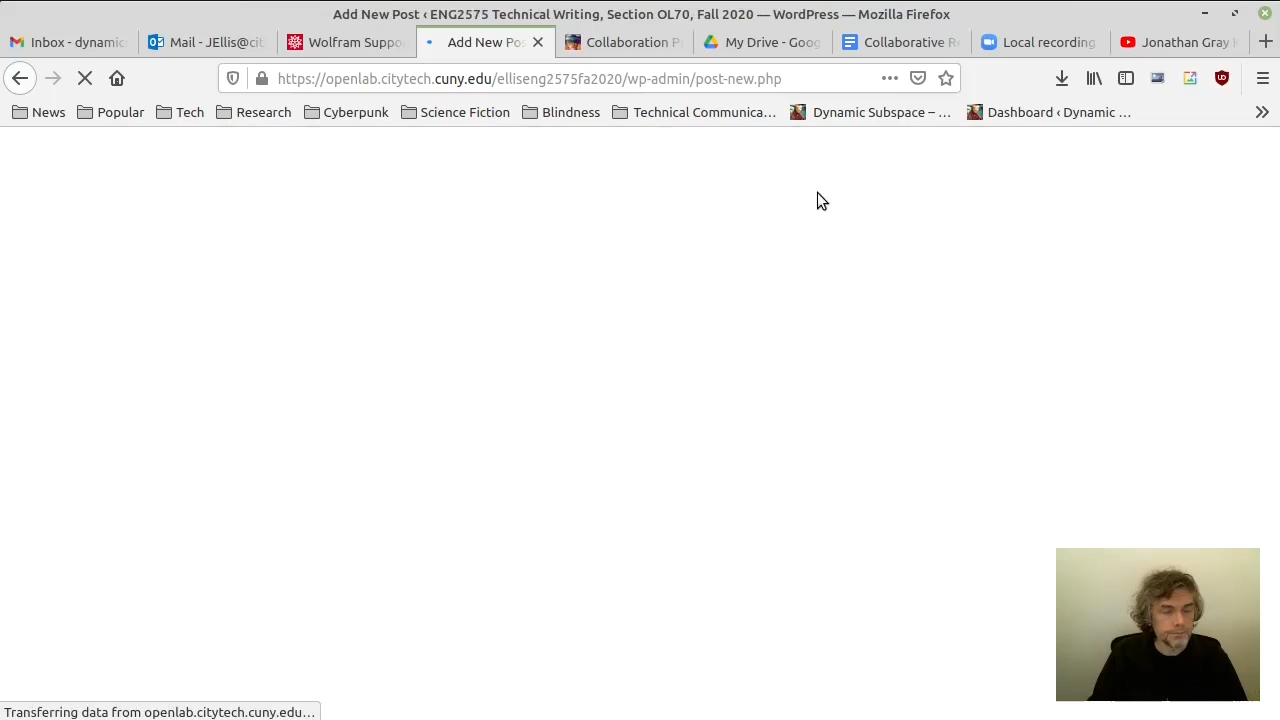 Add New Post ‹ ENG2575 Technical Writing, Section OL70, Fall 2020 — WordPress — Mozilla Firefox
Inbox - dynamic
Mail - JEllis@cit
Wolfram Suppo
Add New Pos
Collaboration P
My Drive - Goog
Collaborative R
Local recording
Jonathan Gray
https://openlab.citytech.cuny.edu/elliseng2575fa2020/wp-admin/post-new.php
News
Popular
Tech
Research
Cyberpunk
Science Fiction
Blindness
Technical Communica…
Dynamic Subspace – …
Dashboard ‹ Dynamic …
Transferring data from openlab.citytech.cuny.edu…